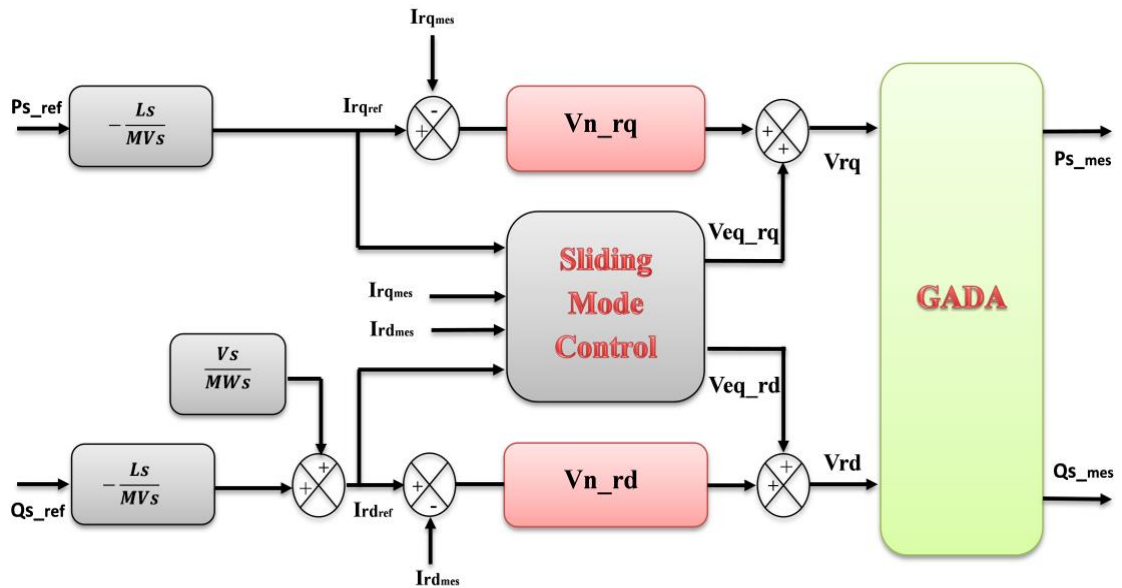 Irqmes
Ps_ref
-Ls/MVs
Irqref
-
+
Vn_rq
+
+
Vrq
Ps_mes
Veq_rq
Sliding
Mode
Control
GADA
Irqmes
Irdmes
Vs/MWs
Veq_rd
Qs_ref
-Ls/MVs
+
+
Irdref
+
-
Vn_rd
+
+
Vrd
Qs_mes
Irdmes